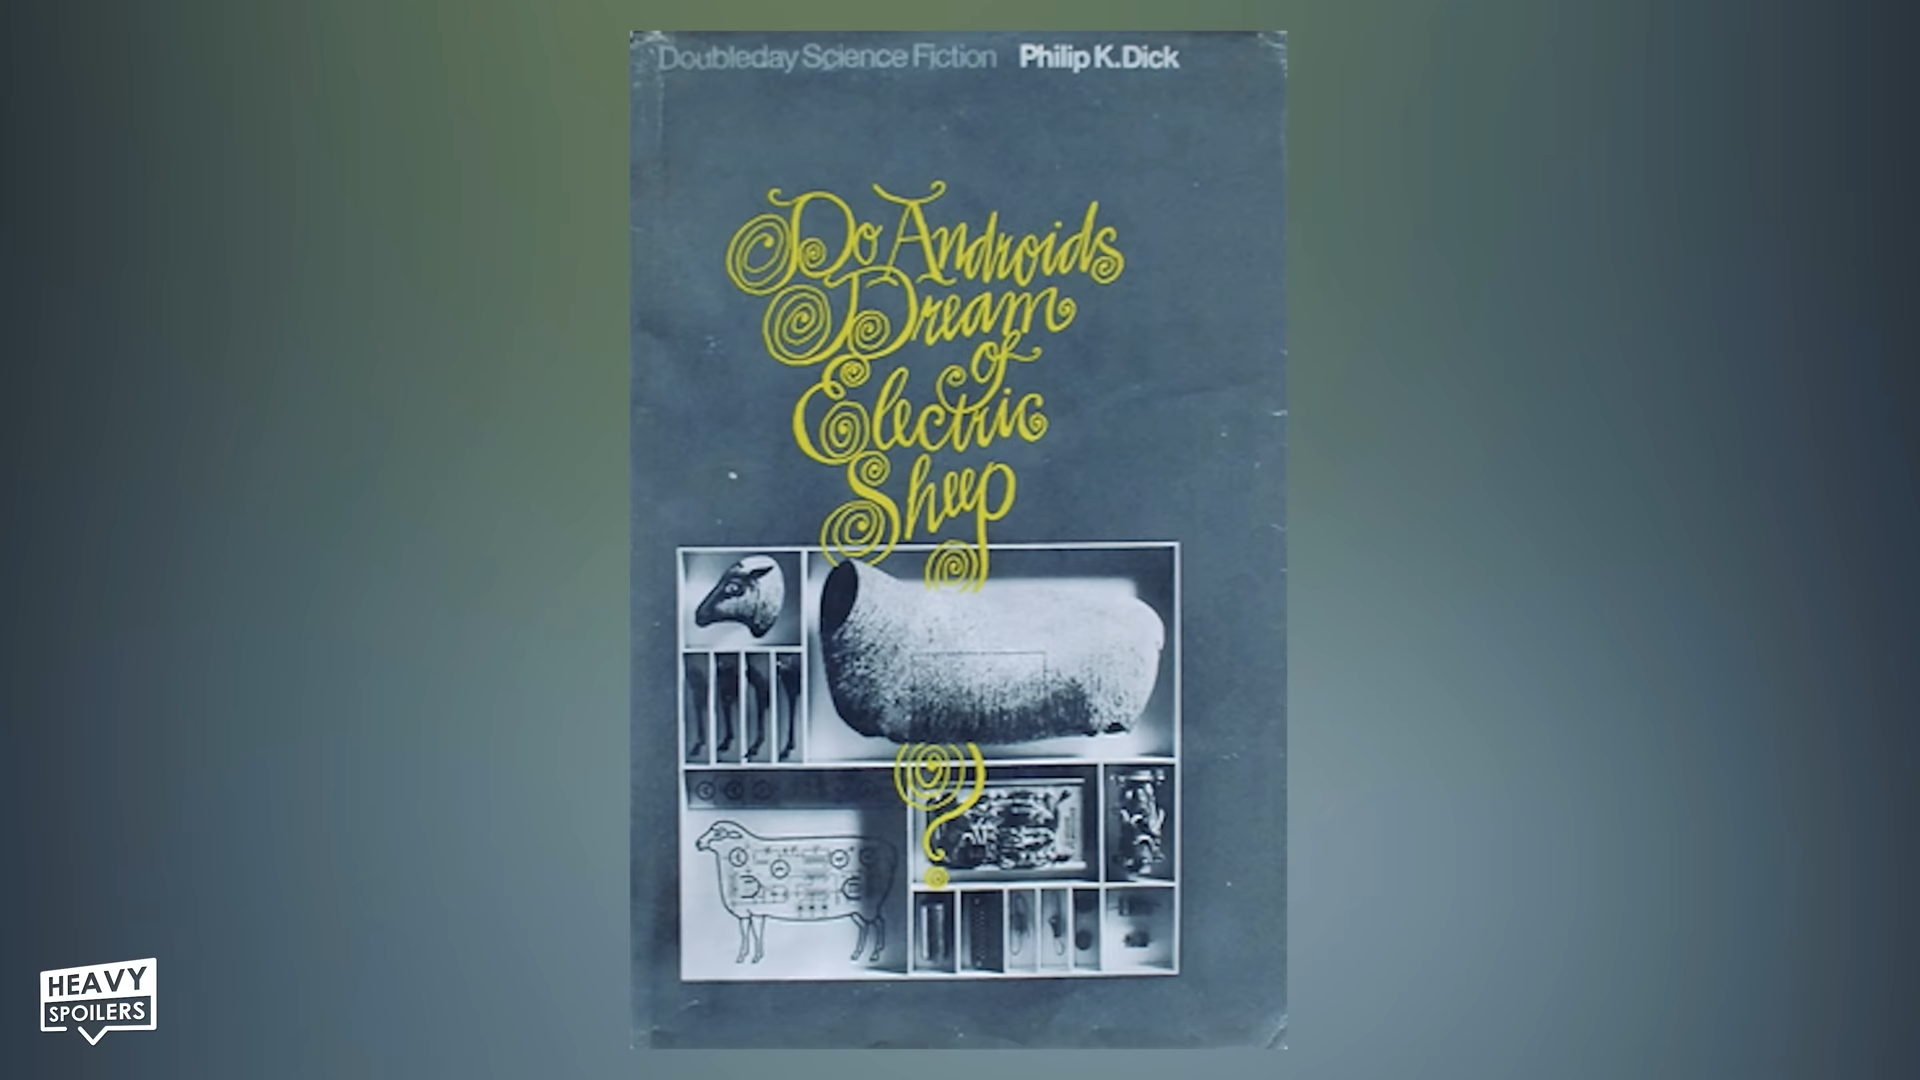 Doubleday Science Fiction Philip K. Dick
Do Androids
Dream
of
Electric
Sheep
?
HEAVY
SPOILERS